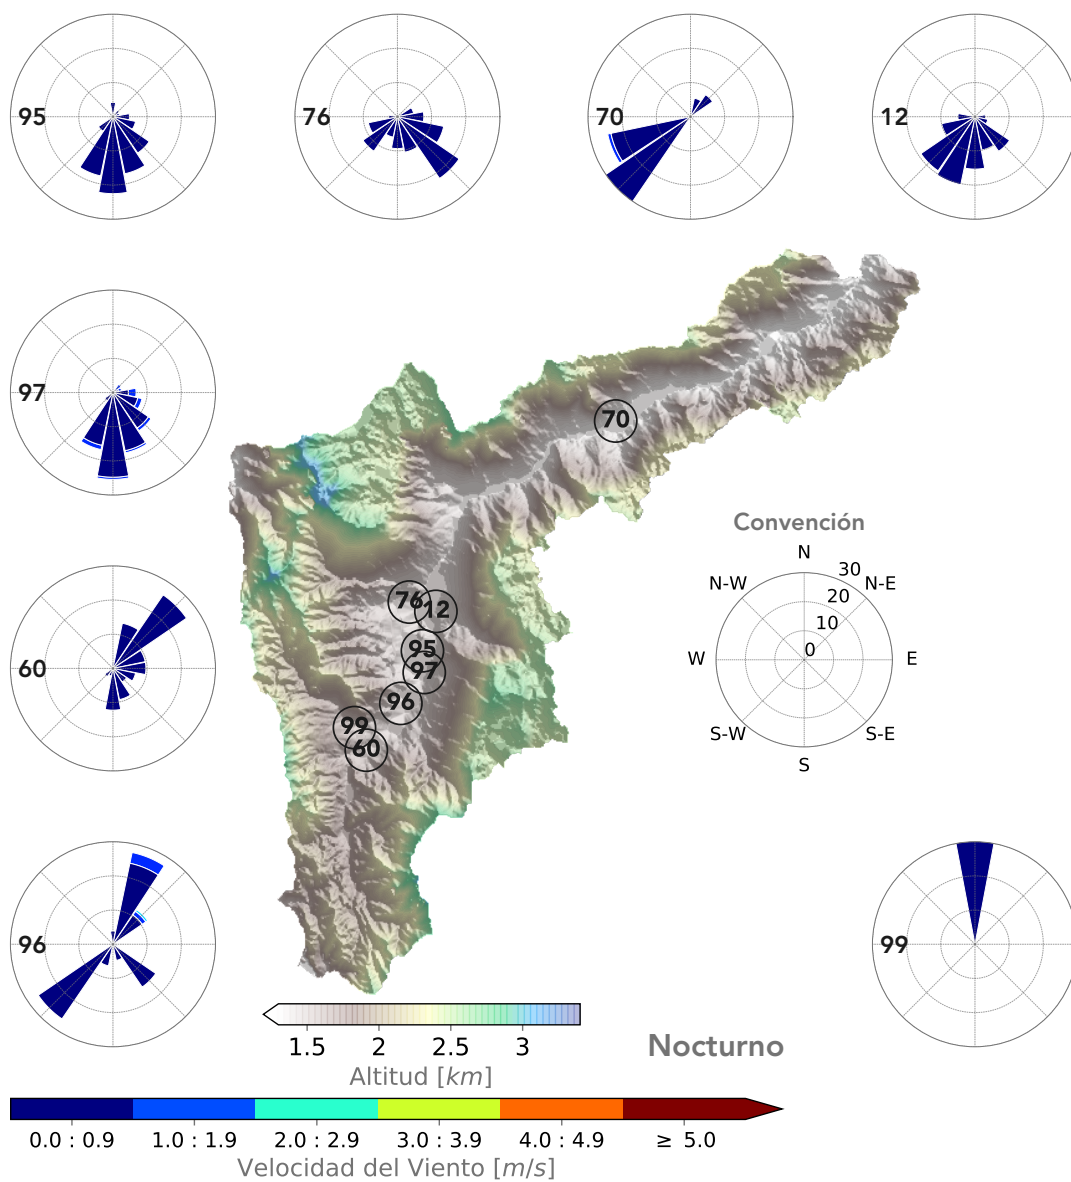 95
76
70
12
97
70
Convención
N
N-W
30
N-E
20
10
0
W
E
S-W
S-E
S
76
12
95
97
96
99
60
60
96
99
1.5 2 2.5 3
Altitud [km]
Nocturno
0.0 : 0.9 1.0 : 1.9 2.0 : 2.9 3.0 : 3.9 4.0 : 4.9 ≥ 5.0
Velocidad del Viento [m/s]